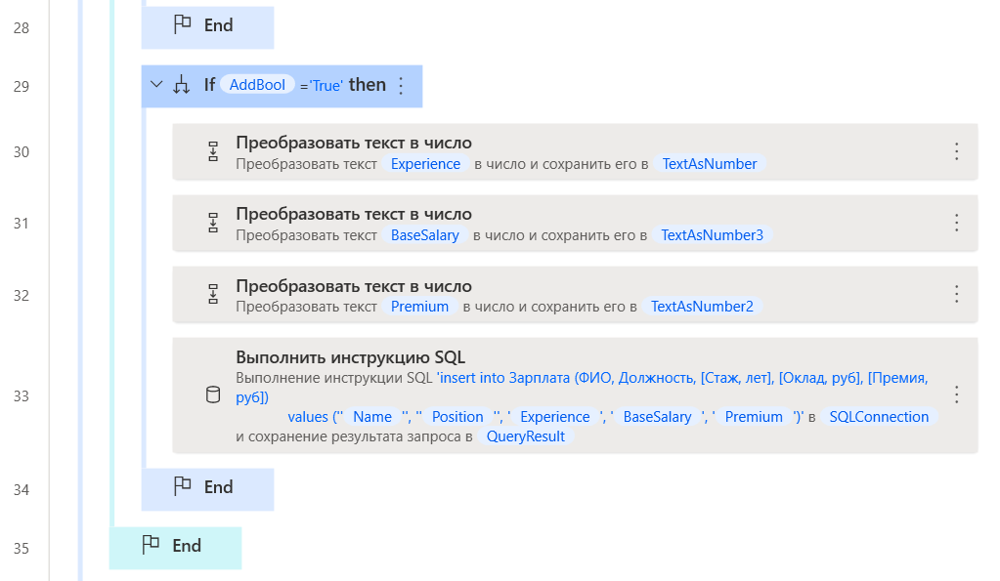 28 End
29 If AddBool ='True' then
30 Преобразовать текст в число
Преобразовать текст Experience в число и сохранить его в TextAsNumber
31 Преобразовать текст в число
Преобразовать текст BaseSalary в число и сохранить его в TextAsNumber3
32 Преобразовать текст в число
Преобразовать текст Premium в число и сохранить его в TextAsNumber2
Выполнить инструкцию SQL
Выполнение инструкции SQL 'insert into Зарплата (ФИО, Должность, [Стаж, лет], [Оклад, руб], [Премия,
33 руб])
values ('' Name '', '' Position '', ' Experience ', ' BaseSalary ', ' Premium ')' в SQLConnection
и сохранение результата запроса в QueryResult
34 End
35 End